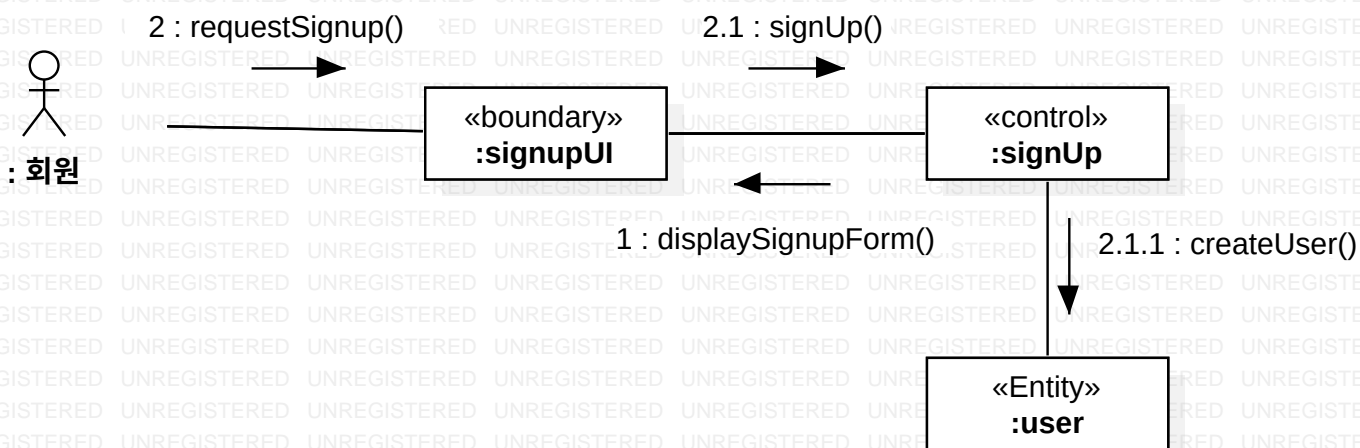 2 : requestSignup()
2.1 : signUp()
«boundary»
:signupUI
«control»
:signUp
: 회원
1 : displaySignupForm()
2.1.1 : createUser()
«Entity»
:user
UNREGISTERED